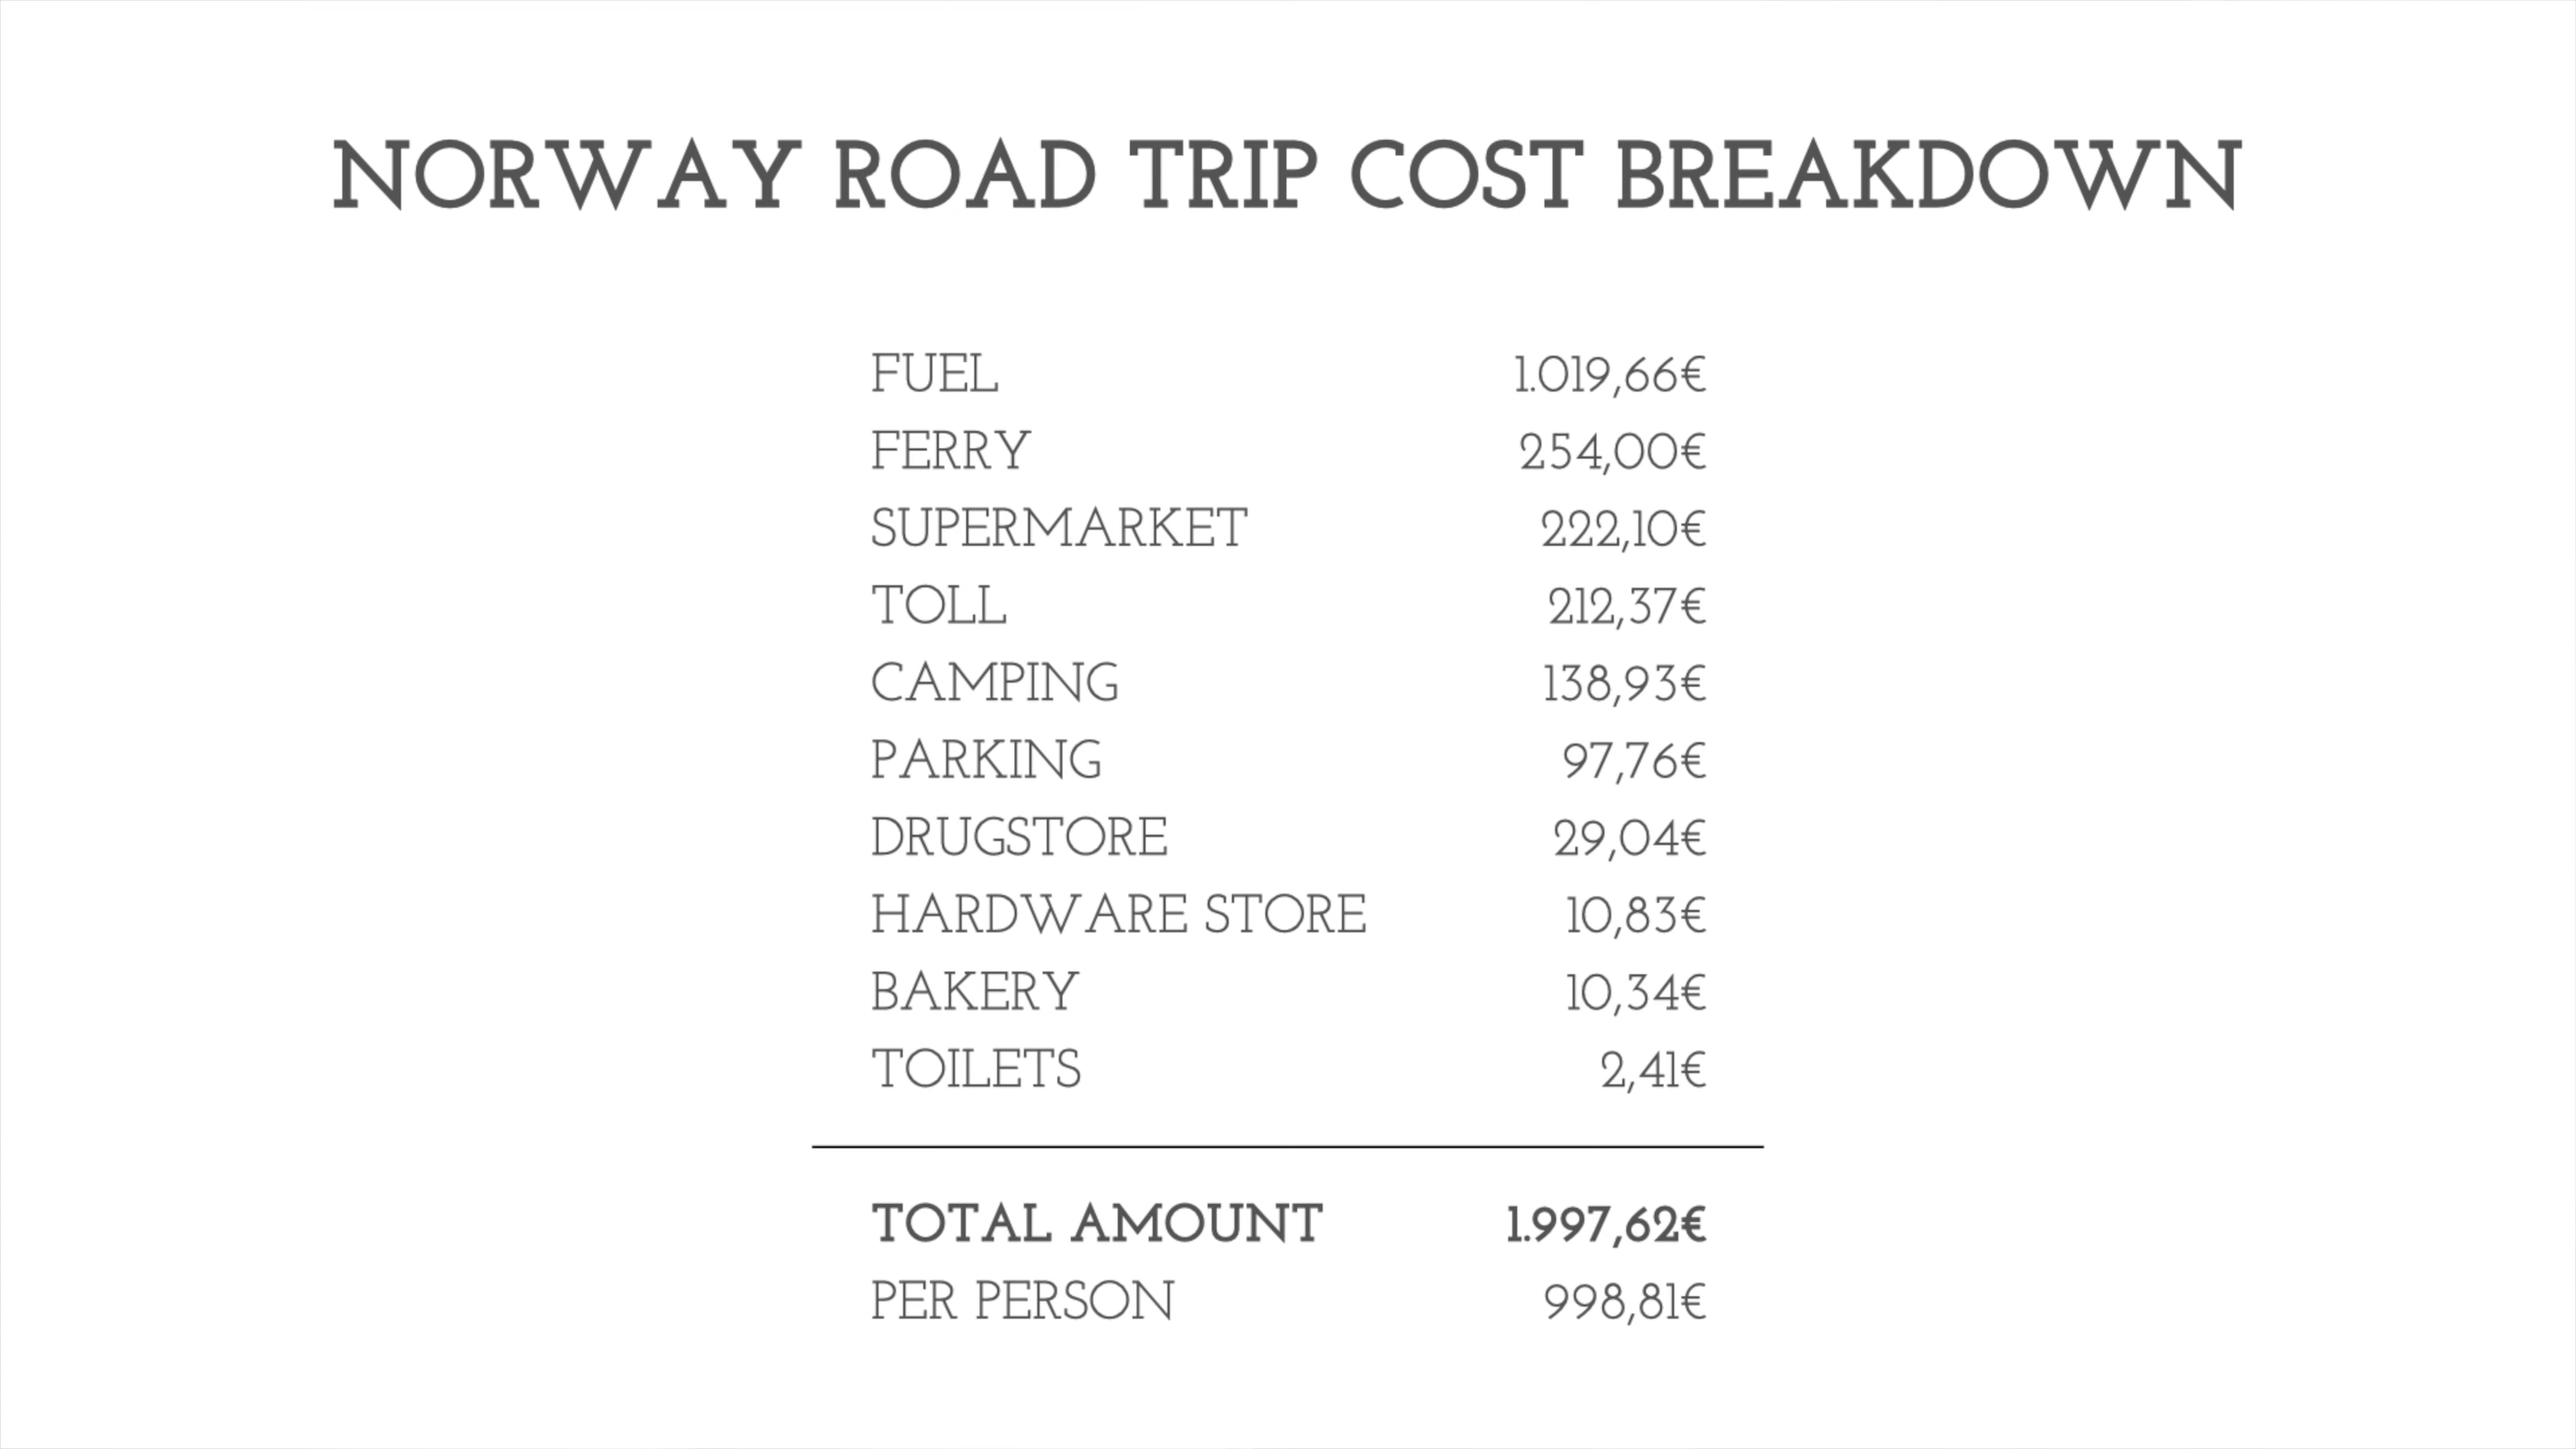 NORWAY ROAD TRIP COST BREAKDOWN
FUEL 1.019,66€
FERRY 254,00€
SUPERMARKET 222,10€
TOLL 212,37€
CAMPING 138,93€
PARKING 97,76€
DRUGSTORE 29,04€
HARDWARE STORE 10,83€
BAKERY 10,34€
TOILETS 2,41€
TOTAL AMOUNT 1.997,62€
PER PERSON 998,81€